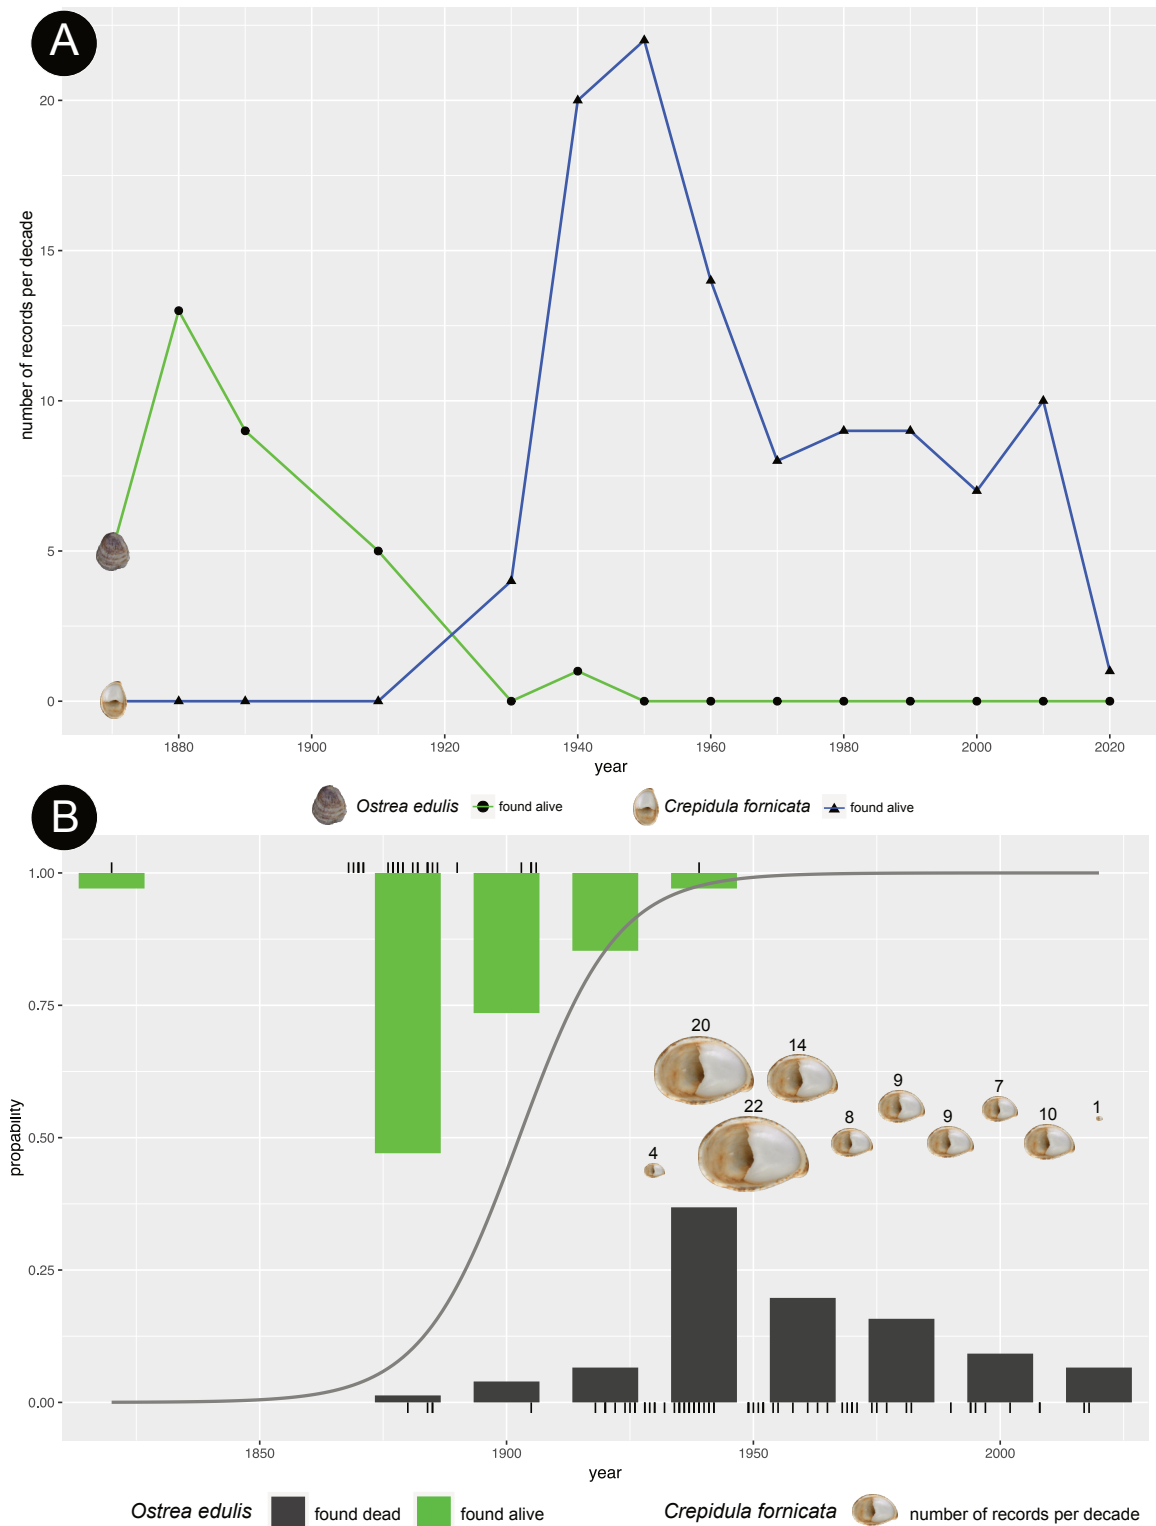 A
number of records per decade
20
15
10
5
0
1880 1900 1920 1940 1960 1980 2000 2020
year
Ostrea edulis found alive Crepidula fornicata found alive
B
propability
1.00
0.75
0.50
0.25
0.00
20
14
22
9
7
1
8
9
10
4
1850 1900 1950 2000
year
Ostrea edulis found dead found alive Crepidula fornicata number of records per decade